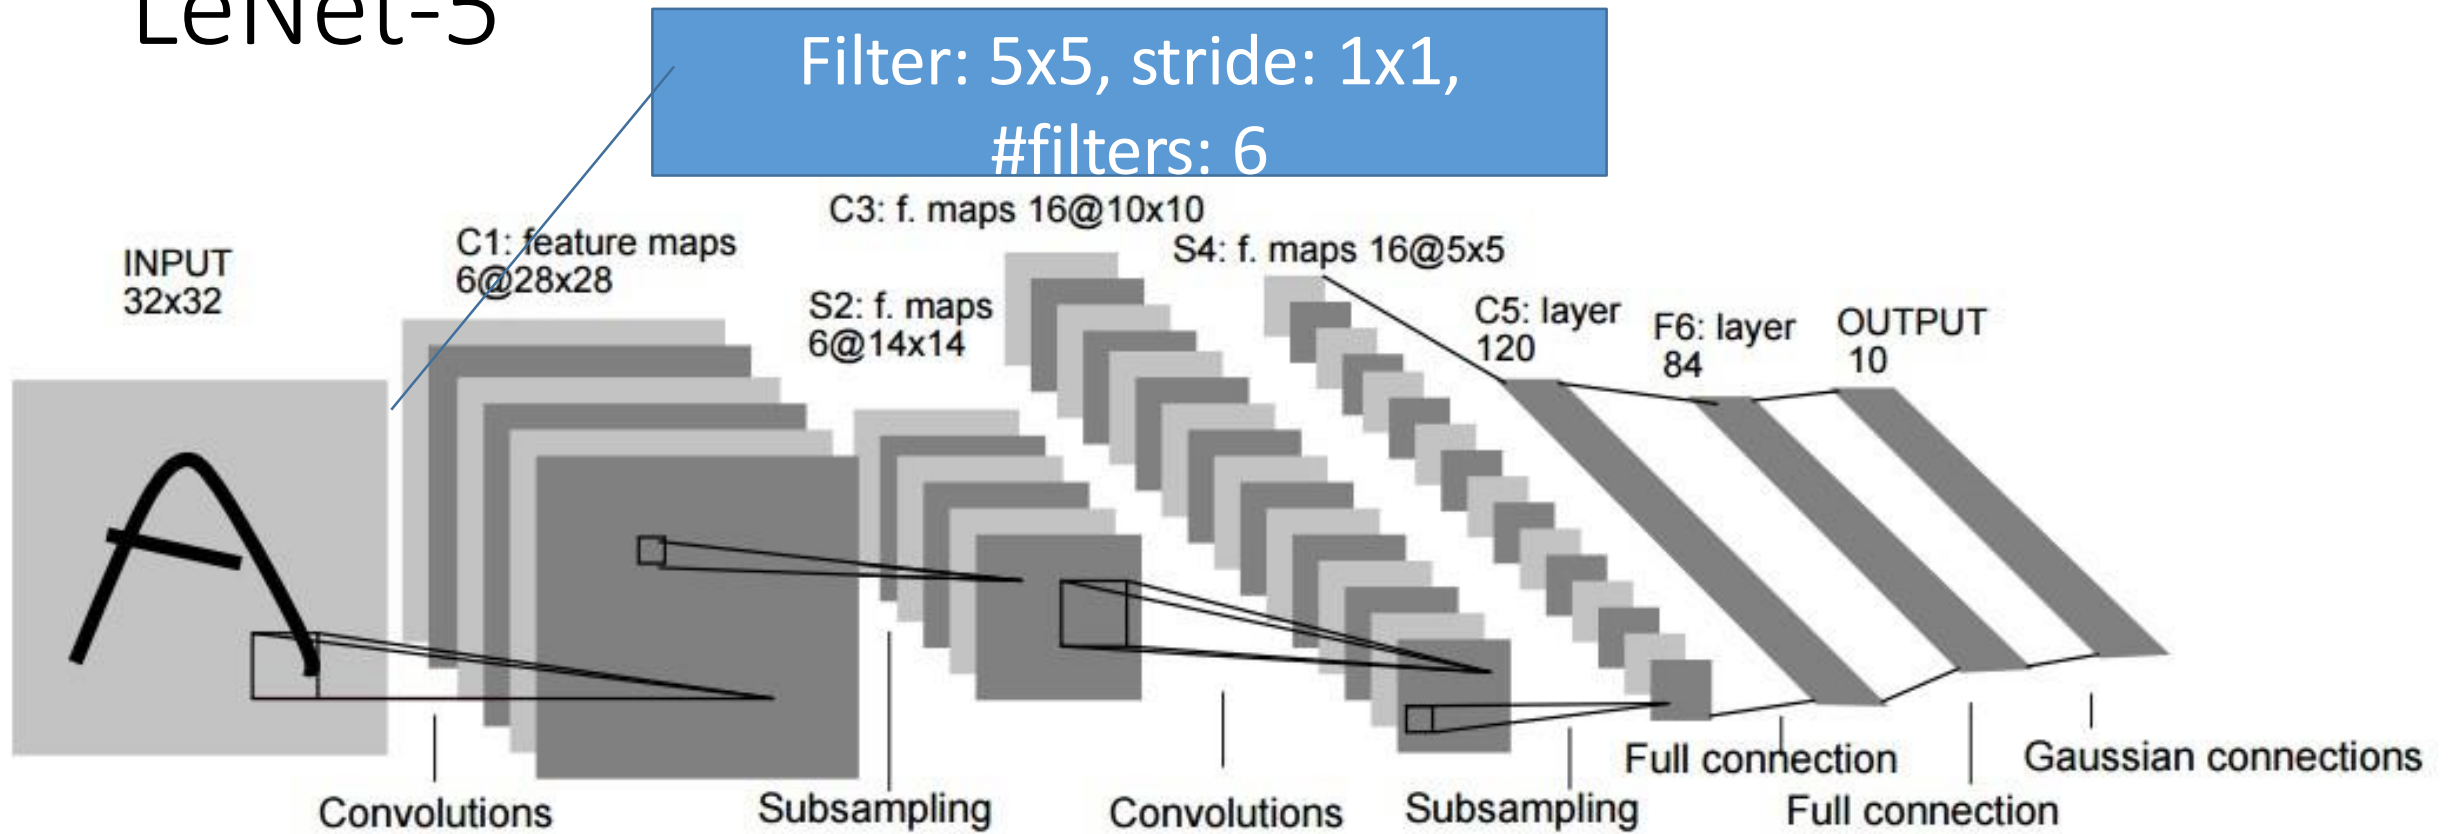 LeNet-5
Filter: 5x5, stride: 1x1,
#filters: 6
C3: f. maps 16@10x10
INPUT
32x32
C1: feature maps
6@28x28
S2: f. maps
6@14x14
S4: f. maps 16@5x5
C5: layer
120
F6: layer
84
OUTPUT
10
Convolutions
Subsampling
Convolutions
Subsampling
Full connection
Full connection
Gaussian connections